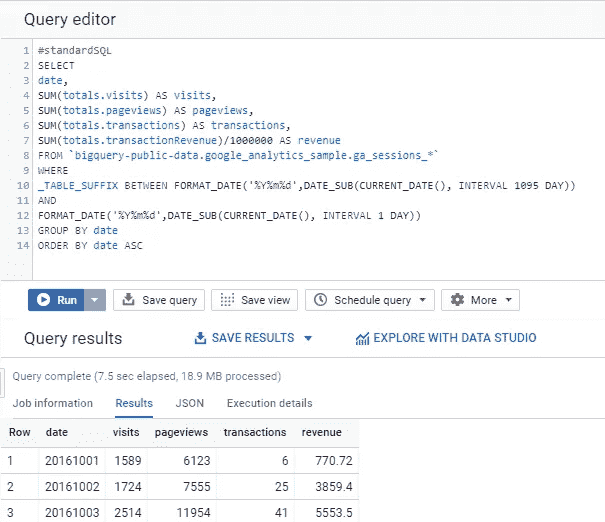 Query editor
1 #standardSQL
2 SELECT
3 date,
4 SUM(totals.visits) AS visits,
5 SUM(totals.pageviews) AS pageviews,
6 SUM(totals.transactions) AS transactions,
7 SUM(totals.transactionRevenue)/1000000 AS revenue
8 FROM `bigquery-public-data.google_analytics_sample.ga_sessions_*`
9 WHERE
10 _TABLE_SUFFIX BETWEEN FORMAT_DATE('%Y%m%d',DATE_SUB(CURRENT_DATE(), INTERVAL 1095 DAY))
11 AND
12 FORMAT_DATE('%Y%m%d',DATE_SUB(CURRENT_DATE(), INTERVAL 1 DAY))
13 GROUP BY date
14 ORDER BY date ASC
Run Save query Save view Schedule query More
Query results SAVE RESULTS EXPLORE WITH DATA STUDIO
Query complete (7.5 sec elapsed, 18.9 MB processed)
Job information Results JSON Execution details
Row date visits pageviews transactions revenue
1 20161001 1589 6123 6 770.72
2 20161002 1724 7555 25 3859.4
3 20161003 2514 11954 41 5553.5